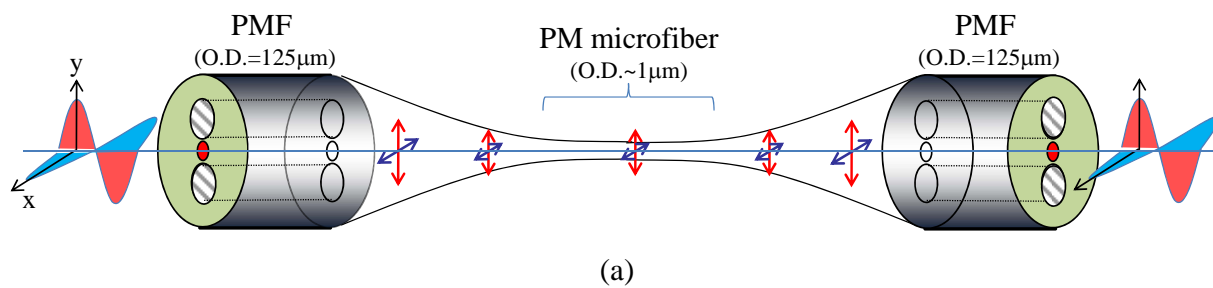 PMF
(O.D.=125μm)
PM microfiber
(O.D.~1μm)
PMF
(O.D.=125μm)
y
x
(a)